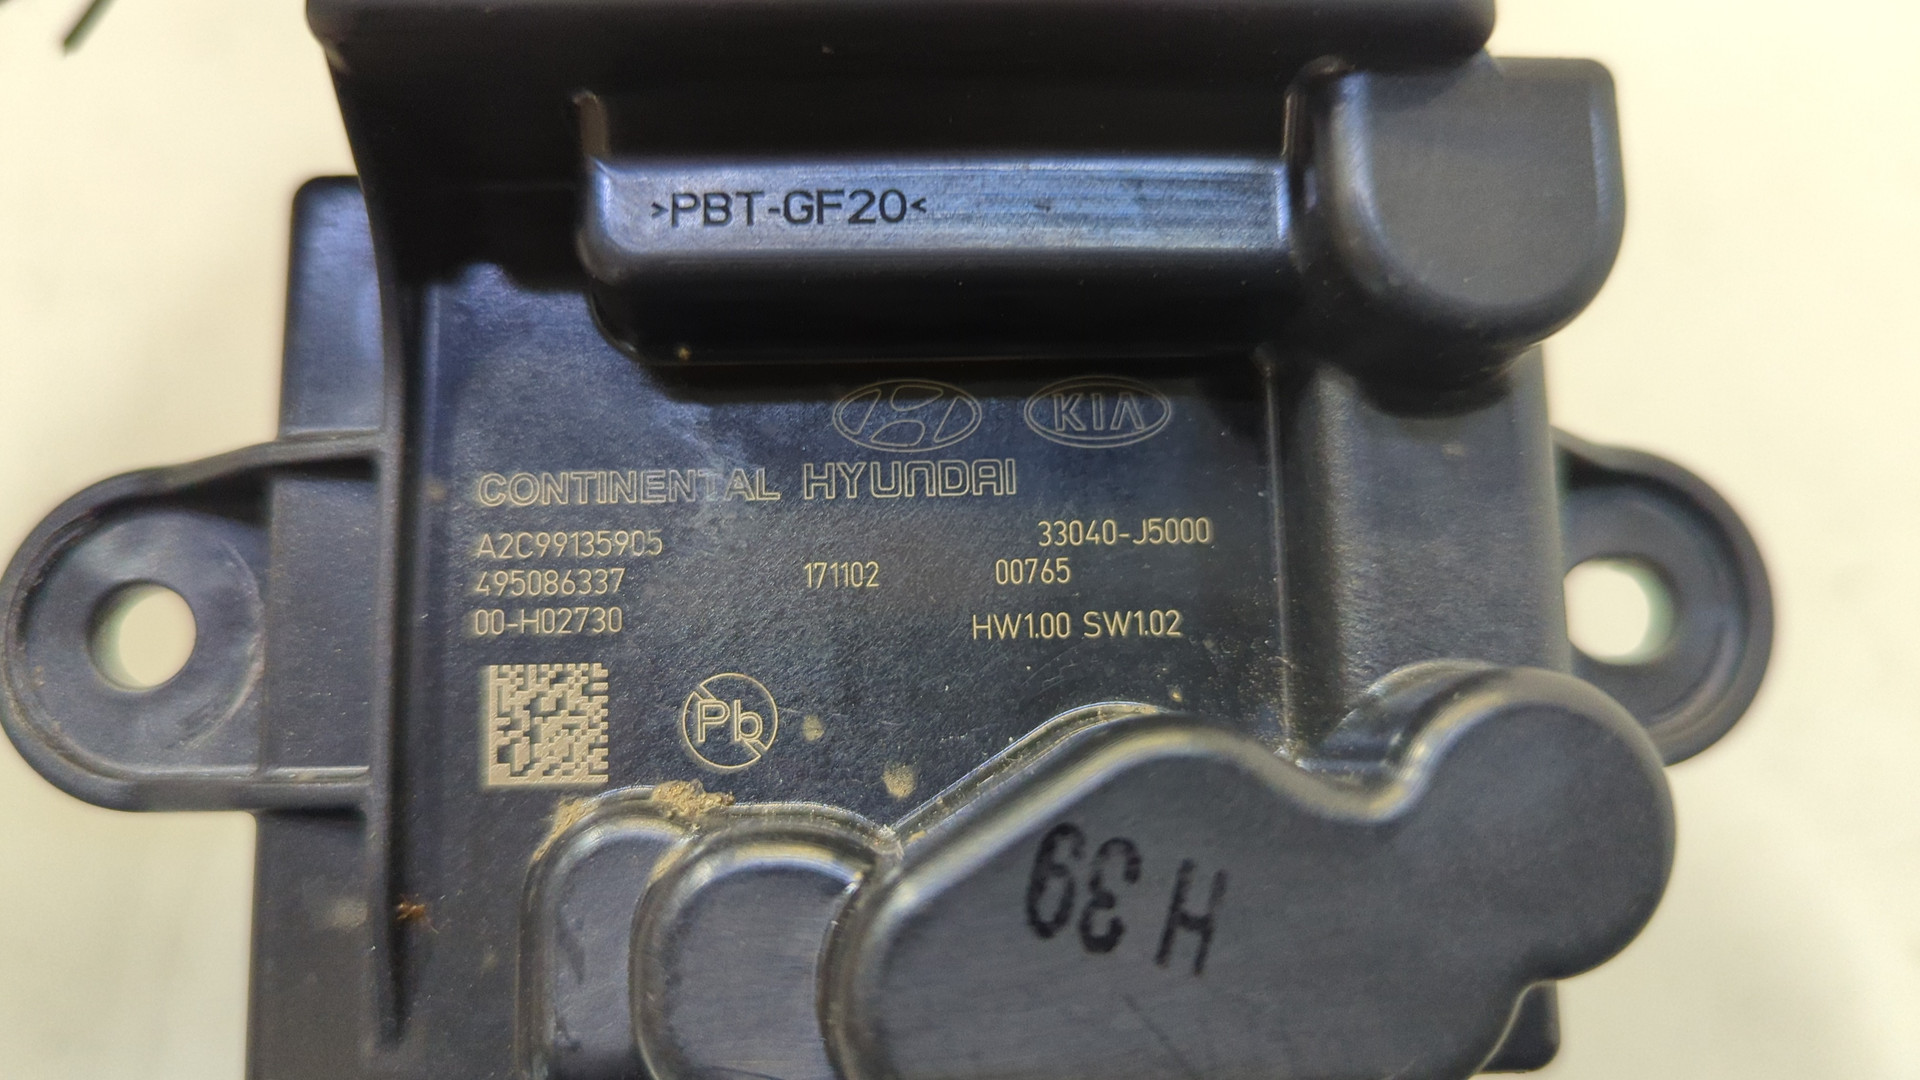 >PBT-GF20<
KIA
CONTINENTAL HYUNDAI
A2C99135905 33040-J5000
495086337 171102 00765
00-H02730 HW1.00 SW1.02
Pb
H 39